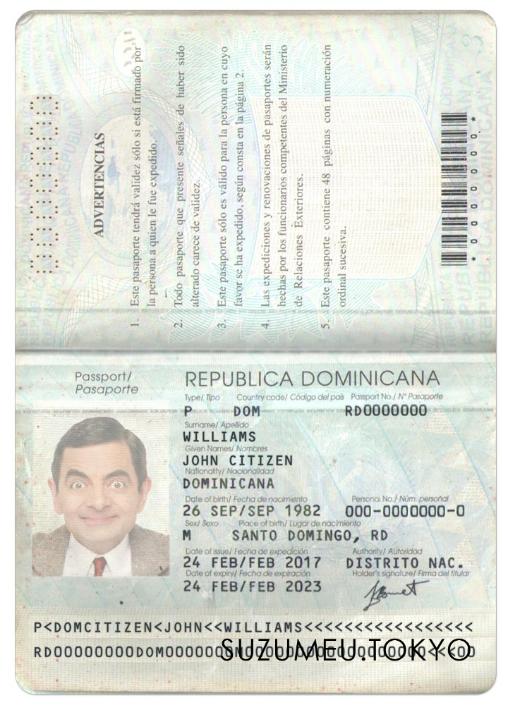 ADVERTENCIAS
1. Este pasaporte tendrá validez sólo si está firmado por
la persona a quien le fue expedido.
2. Todo pasaporte que presente señales de haber sido
alterado carece de validez.
3. Este pasaporte sólo es válido para la persona en cuyo
favor se ha expedido, según consta en la página 2.
4. Las expediciones y renovaciones de pasaportes serán
hechas por los funcionarios competentes del Ministerio
de Relaciones Exteriores.
5. Este pasaporte contiene 48 páginas con numeración
ordinal sucesiva.
Passport/
Pasaporte
REPUBLICA DOMINICANA
Type/ Tipo Country code/ Código del país Passport No./ Nº Pasaporte
P DOM RD0000000
Surname/ Apellido
WILLIAMS
Given Names/ Nombres
JOHN CITIZEN
Nationality/ Nacionalidad
DOMINICANA
Date of birth/ Fecha de nacimiento Persona No./ Núm. personal
26 SEP/SEP 1982 000-0000000-0
Sex/ Sexo Place of birth/ Lugar de nacimiento
M SANTO DOMINGO, RD
Date of issue/ Fecha de expedición Authority/ Autoridad
24 FEB/FEB 2017 DISTRITO NAC.
Date of expiry/ Fecha de expiración Holder's signature/ Firma del titular
24 FEB/FEB 2023
P<DOMCITIZEN<JOHN<<WILLIAMS<<<<<<<<<<<<<<<<<
SUZUMEU.TOKYO